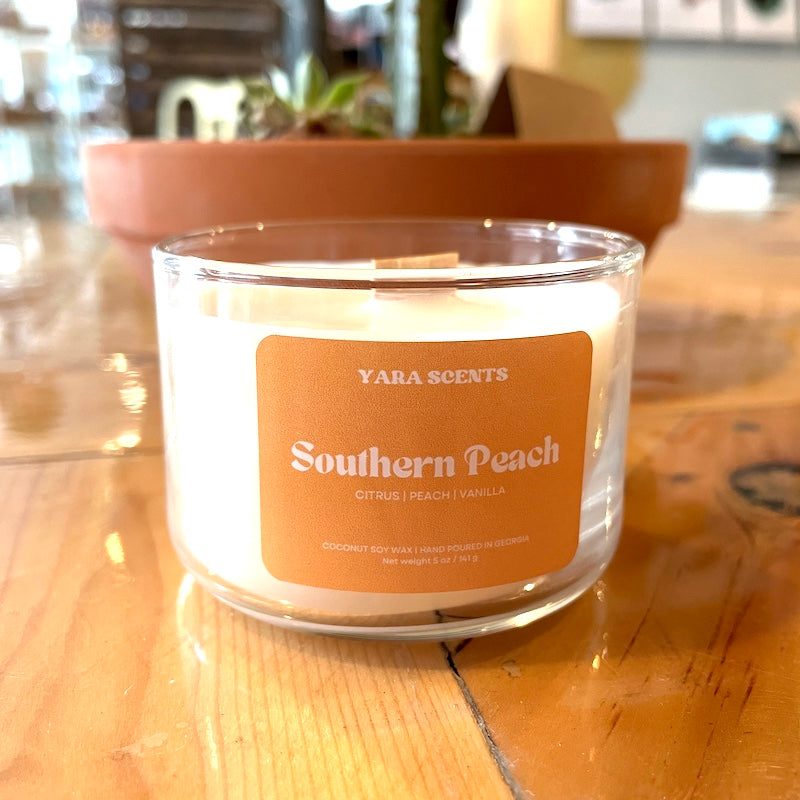 YARA SCENTS
Southern Peach
CITRUS | PEACH | VANILLA
COCONUT SOY WAX | HAND POURED IN GEORGIA
Net weight 5 oz / 141 g